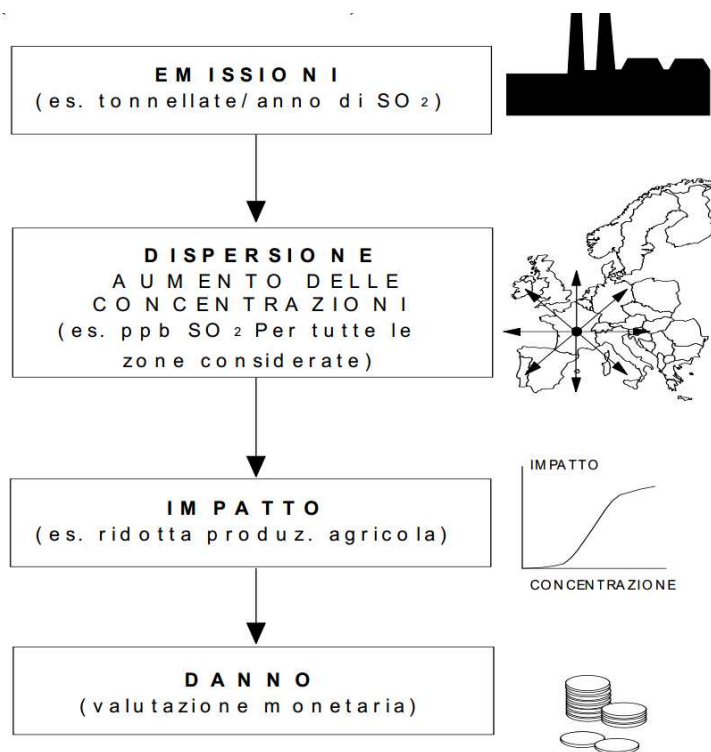 EMISSIONI
(es. tonnellate/anno di SO2)
DISPERSIONE
AUMENTO DELLE
CONCENTRAZIONI
(es. ppb SO2 Per tutte le
zone considerate)
IMPATTO
(es. ridotta produz. agricola)
IMPATTO
CONCENTRAZIONE
DANNO
(valutazione monetaria)